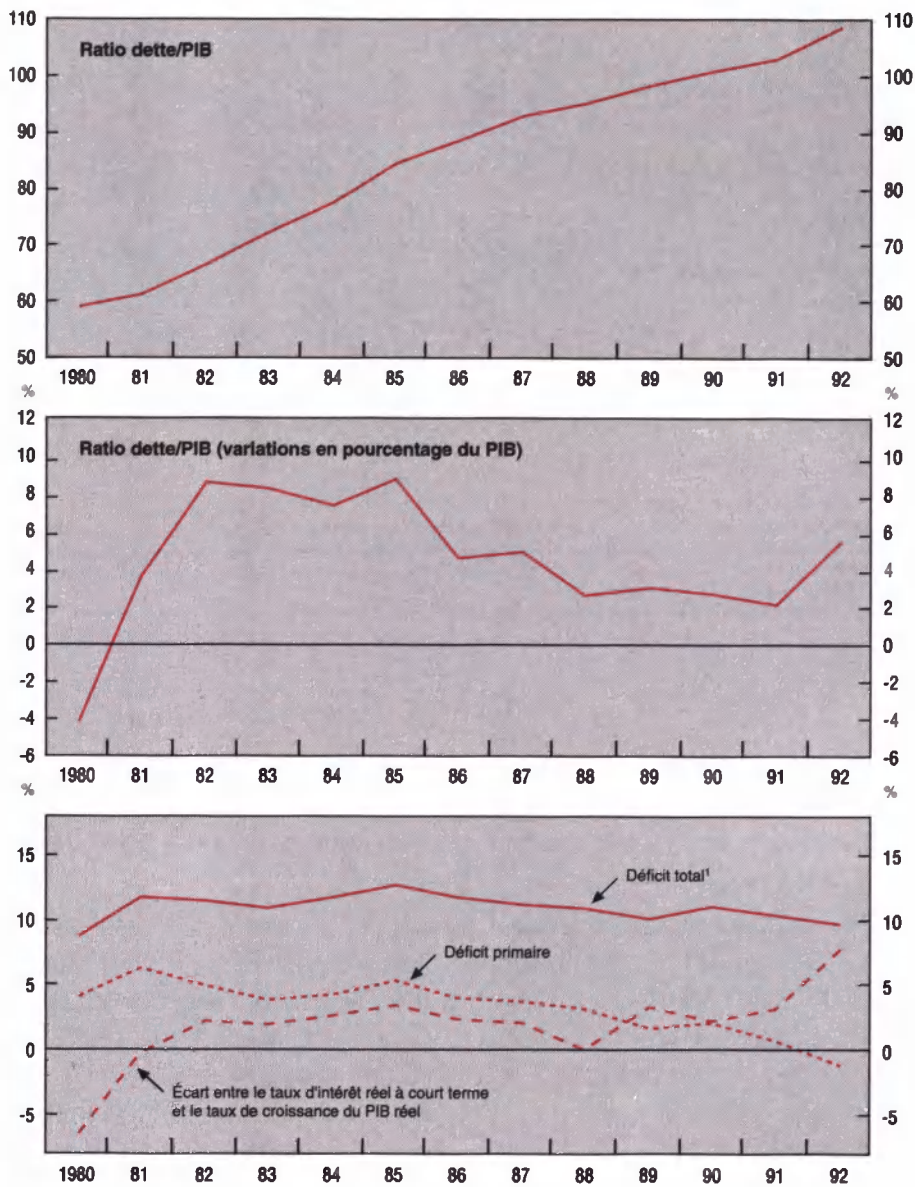 110 110
Ratio dette/PIB
100 100
90 90
80 80
70 70
60 60
50 50
1980 81 82 83 84 85 86 87 88 89 90 91 92
% %
12 12
Ratio dette/PIB (variations en pourcentage du PIB)
10 10
8 8
6 6
4 4
2 2
0 0
-2 -2
-4 -4
-6 -6
1980 81 82 83 84 85 86 87 88 89 90 91 92
% %
15 15
Déficit total¹
10 10
Déficit primaire
5 5
0 0
Écart entre le taux d'intérêt réel à court terme
et le taux de croissance du PIB réel
-5 -5
1980 81 82 83 84 85 86 87 88 89 90 91 92